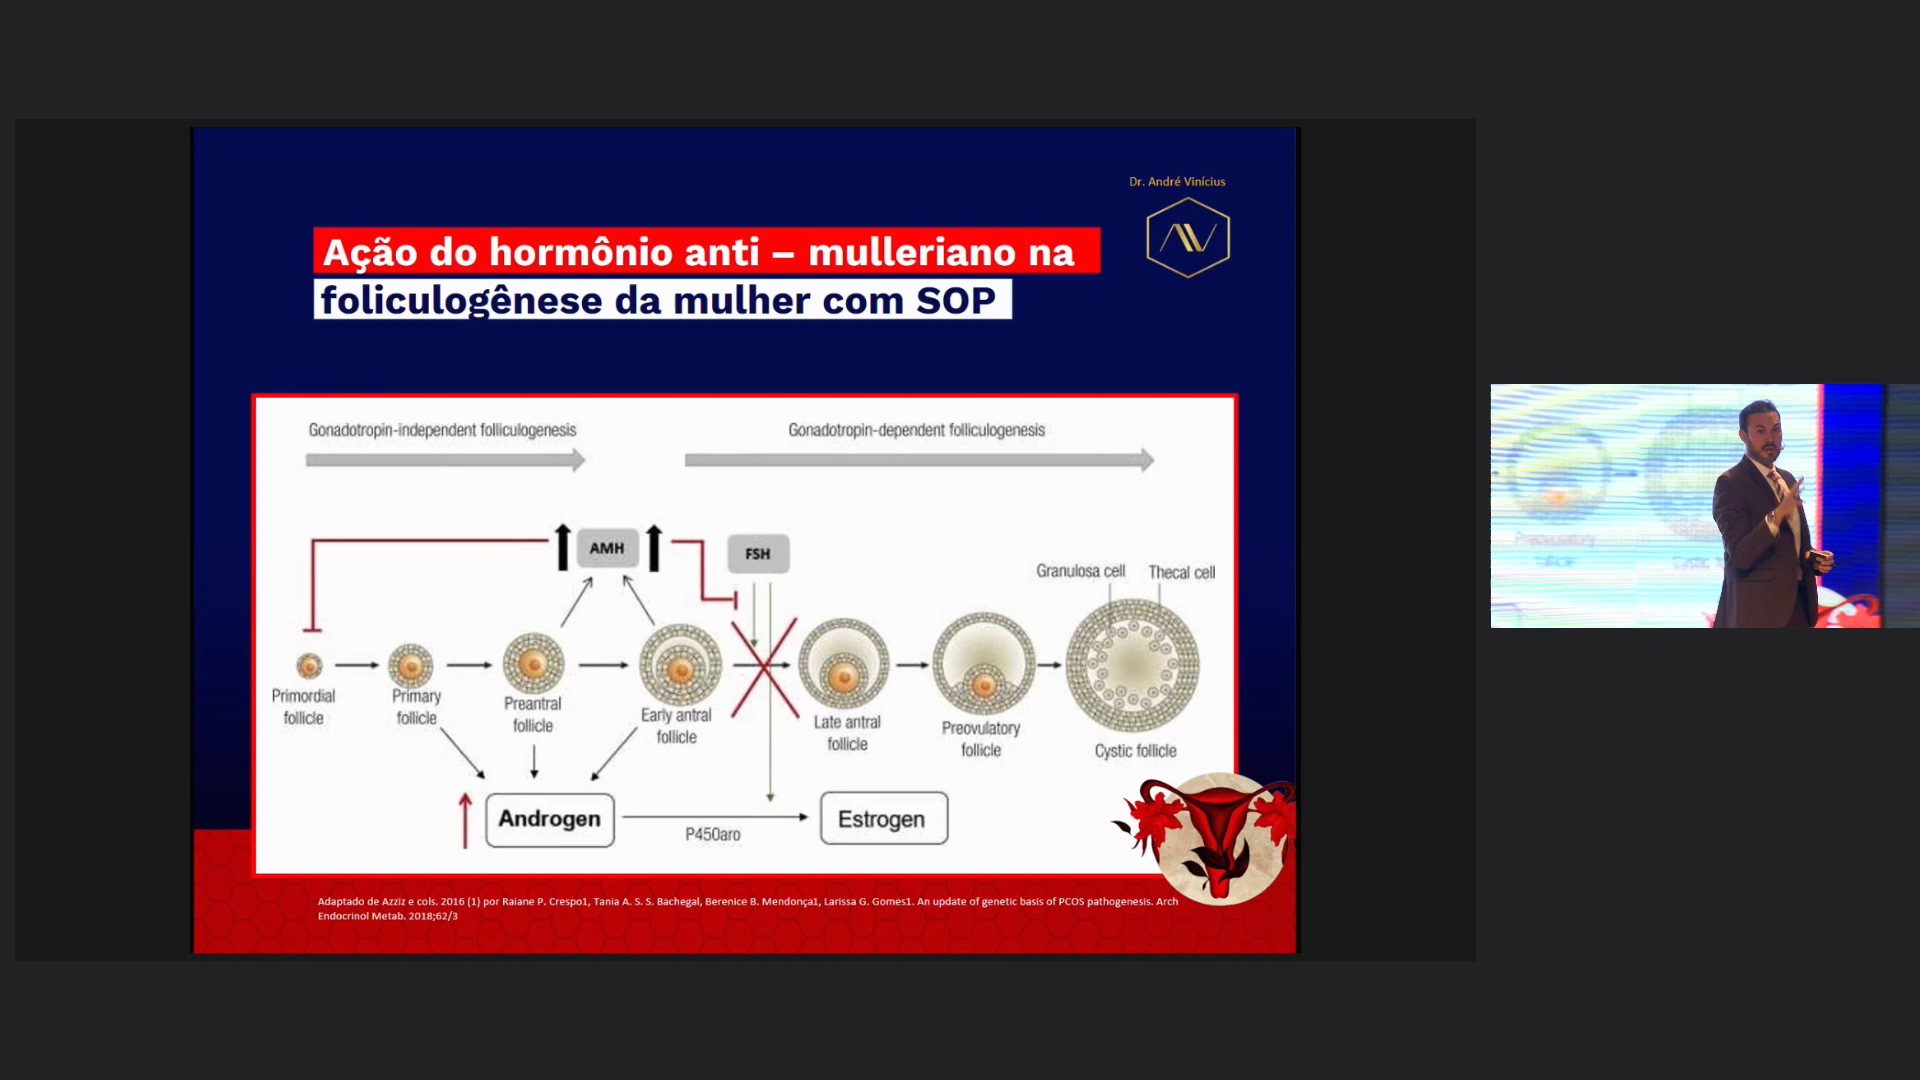 Dr. André Vinícius
Ação do hormônio anti – mulleriano na
foliculogênese da mulher com SOP
Gonadotropin-independent folliculogenesis
Gonadotropin-dependent folliculogenesis
AMH
FSH
Granulosa cell
Thecal cell
Primordial
follicle
Primary
follicle
Preantral
follicle
Early antral
follicle
Late antral
follicle
Preovulatory
follicle
Cystic follicle
Androgen
P450aro
Estrogen
Adaptado de Azziz e cols. 2016 (1) por Raiane P. Crespo1, Tania A. S. S. Bachegal, Berenice B. Mendonça1, Larissa G. Gomes1. An update of genetic basis of PCOS pathogenesis. Arch
Endocrinol Metab. 2018;62/3